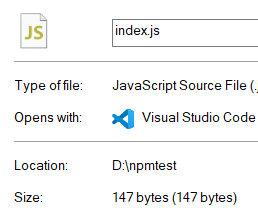 JS
index.js
Type of file: JavaScript Source File (.
Opens with: Visual Studio Code
Location: D:\npmtest
Size: 147 bytes (147 bytes)